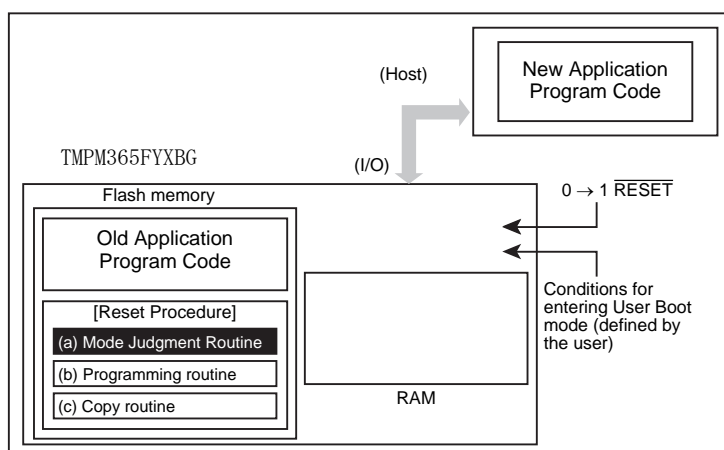 (Host)
New Application
Program Code
TMPM365FYXBG
(I/O)
Flash memory
0 → 1 RESET
Old Application
Program Code
Conditions for
entering User Boot
mode (defined by
the user)
[Reset Procedure]
(a) Mode Judgment Routine
(b) Programming routine
(c) Copy routine
RAM